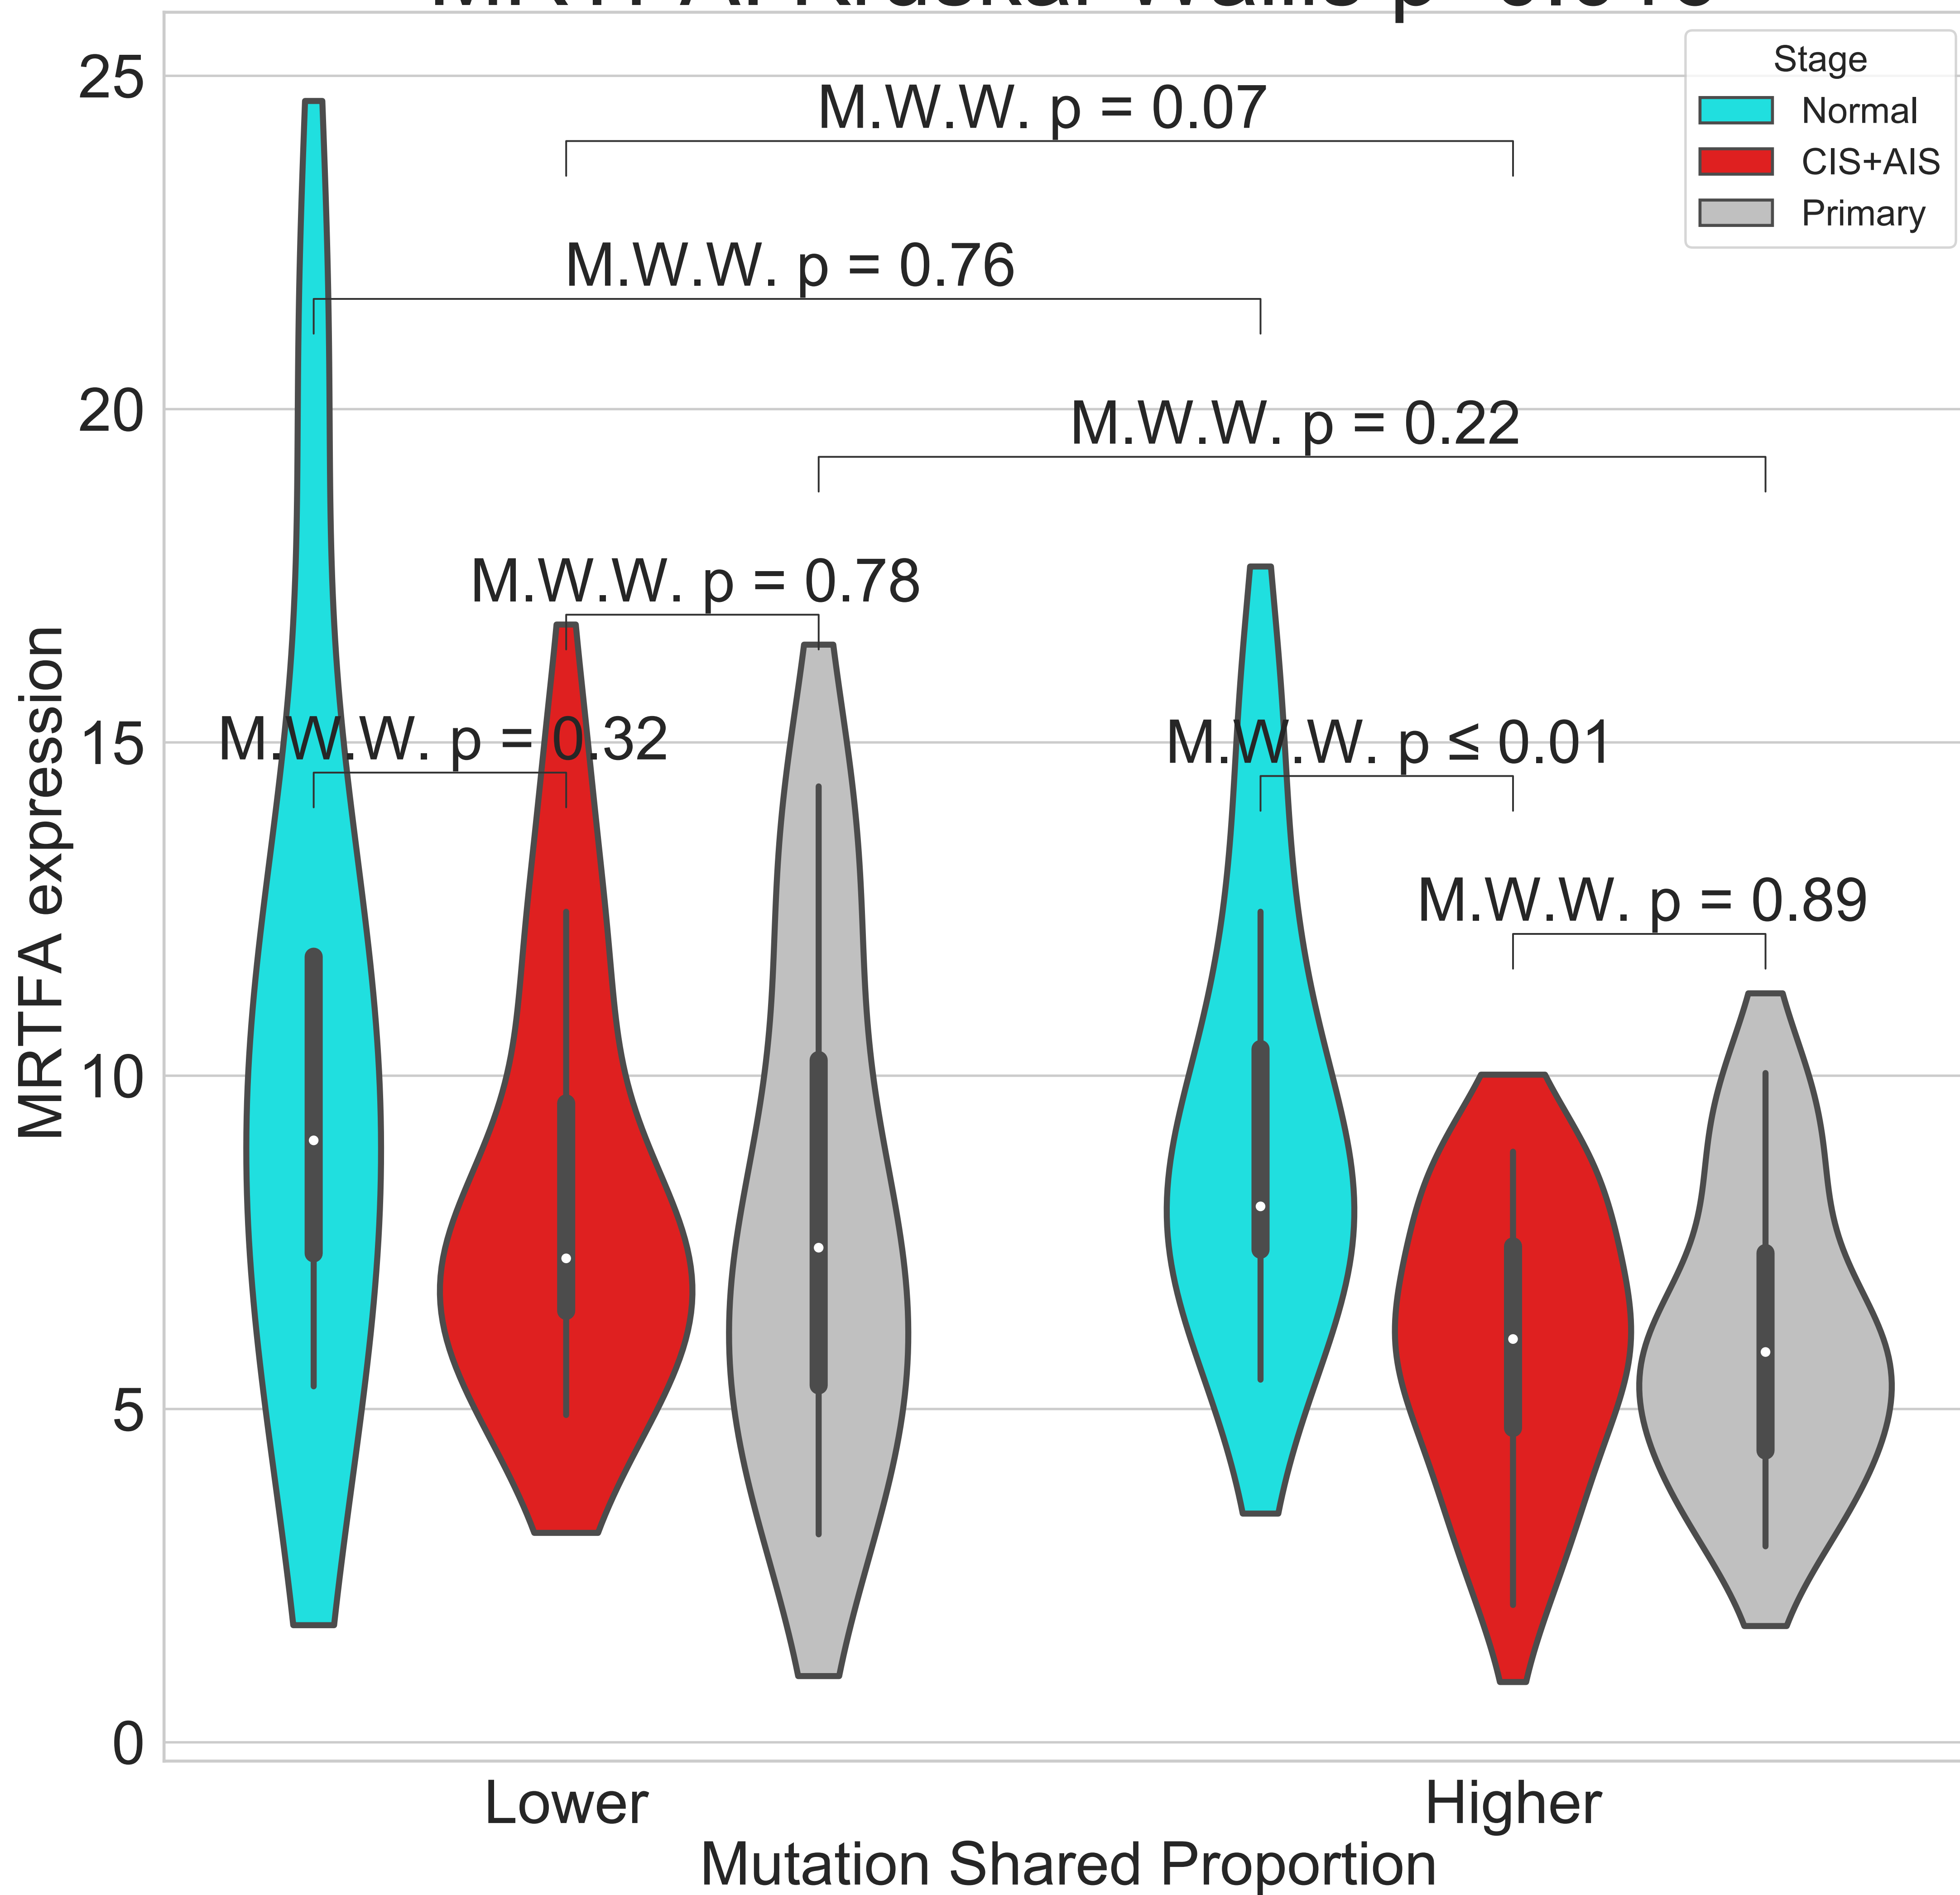 25
Stage
Normal
CIS+AIS
Primary
M.W.W. p = 0.07
M.W.W. p = 0.76
20
M.W.W. p = 0.22
M.W.W. p = 0.78
15
M.W.W. p = 0.32
M.W.W. p ≤ 0.01
M.W.W. p = 0.89
MRTFA expression
10
5
0
Lower
Higher
Mutation Shared Proportion